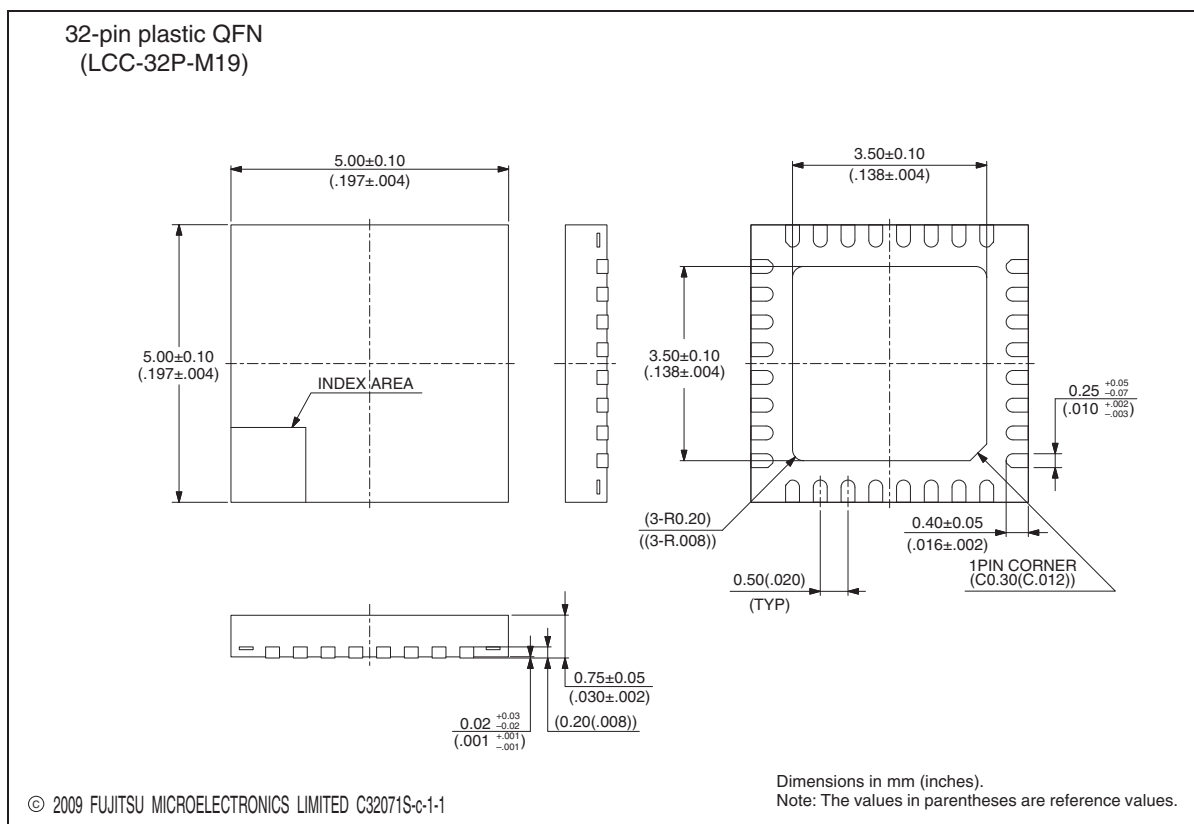 32-pin plastic QFN
(LCC-32P-M19)
5.00±0.10
(.197±.004)
3.50±0.10
(.138±.004)
5.00±0.10
(.197±.004)
INDEX AREA
3.50±0.10
(.138±.004)
0.25 +0.05 −0.07
(.010 +.002 −.003)
(3-R0.20)
((3-R.008))
0.40±0.05
(.016±.002)
1PIN CORNER
(C0.30(C.012))
0.50(.020)
(TYP)
0.75±0.05
(.030±.002)
0.02 +0.03 −0.02
(.001 +.001 −.001)
(0.20(.008))
Dimensions in mm (inches).
Note: The values in parentheses are reference values.
© 2009 FUJITSU MICROELECTRONICS LIMITED C32071S-c-1-1